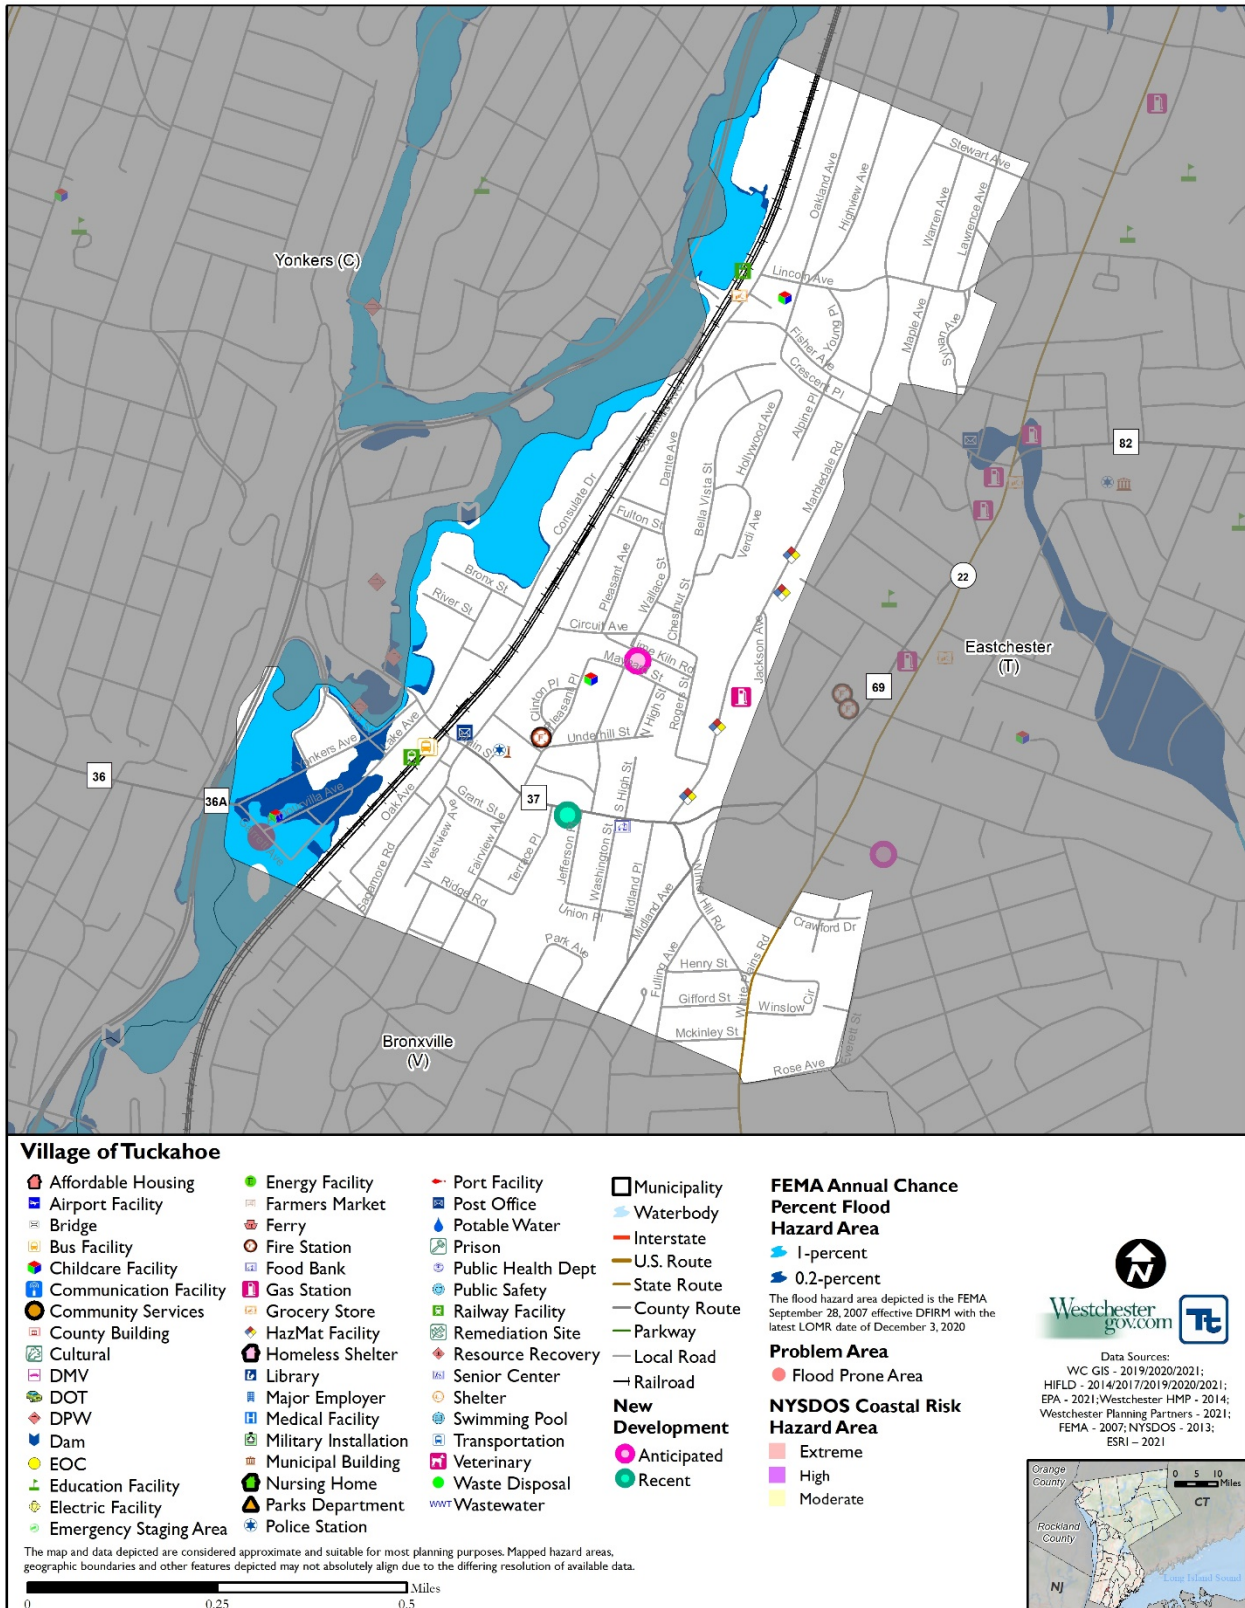 Stewart Ave
Oakland Ave
Highview Ave
Warren Ave
Lawrence Ave
Yonkers (C)
Lincoln Ave
Young Pl
Fisher Ave
Maple Ave
Sylvan Ave
Crescent Pl
Alpine Pl
Hollywood Ave
Dante Ave
Marbledale Rd
82
Consulate Dr
Bella Vista St
Fulton St
Verdi Ave
Pleasant Ave
Wallace St
Chestnut St
Bronx St
River St
22
Circuit Ave
Lime Kiln Rd
Jackson Ave
Eastchester
(T)
69
Clinton Pl
Pleasant Pl
N High St
Rogers St
Underhill St
Main St
Lake Ave
Yonkers Ave
36
36A
37
Oak Ave
Grant St
S High St
Westview Ave
Fairview Ave
Terrace Pl
Washington St
Sagamore Rd
Ridge Rd
Midland Pl
Midland Ave
Union Pl
Winter Hill Rd
Park Ave
Crawford Dr
White Plains Rd
Fulling Ave
Henry St
Gifford St
Winslow Cir
Mckinley St
Everett St
Rose Ave
Bronxville
(V)
Village of Tuckahoe
Affordable Housing
Airport Facility
Bridge
Bus Facility
Childcare Facility
Communication Facility
Community Services
County Building
Cultural
DMV
DOT
DPW
Dam
EOC
Education Facility
Electric Facility
Emergency Staging Area
Energy Facility
Farmers Market
Ferry
Fire Station
Food Bank
Gas Station
Grocery Store
HazMat Facility
Homeless Shelter
Library
Major Employer
Medical Facility
Military Installation
Municipal Building
Nursing Home
Parks Department
Police Station
Port Facility
Post Office
Potable Water
Prison
Public Health Dept
Public Safety
Railway Facility
Remediation Site
Resource Recovery
Senior Center
Shelter
Swimming Pool
Transportation
Veterinary
Waste Disposal
WWT Wastewater
Municipality
Waterbody
Interstate
U.S. Route
State Route
County Route
Parkway
Local Road
Railroad
New
Development
Anticipated
Recent
FEMA Annual Chance
Percent Flood
Hazard Area
1-percent
0.2-percent
The flood hazard area depicted is the FEMA
September 28, 2007 effective DFIRM with the
latest LOMR date of December 3, 2020
Problem Area
Flood Prone Area
NYSDOS Coastal Risk
Hazard Area
Extreme
High
Moderate
N
Westchester
gov.com
Tt
Data Sources:
WC GIS - 2019/2020/2021;
HIFLD - 2014/2017/2019/2020/2021;
EPA - 2021; Westchester HMP - 2014;
Westchester Planning Partners - 2021;
FEMA - 2007; NYSDOS - 2013;
ESRI – 2021
Orange
County
0 5 10
Miles
CT
Rockland
County
NJ
Long Island Sound
The map and data depicted are considered approximate and suitable for most planning purposes. Mapped hazard areas,
geographic boundaries and other features depicted may not absolutely align due to the differing resolution of available data.
Miles
0 0.25 0.5